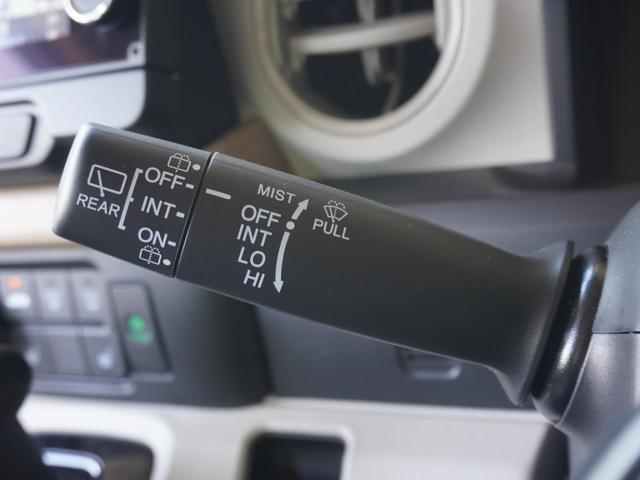 REAR
OFF
INT
ON
MIST
OFF
INT
LO
HI
PULL